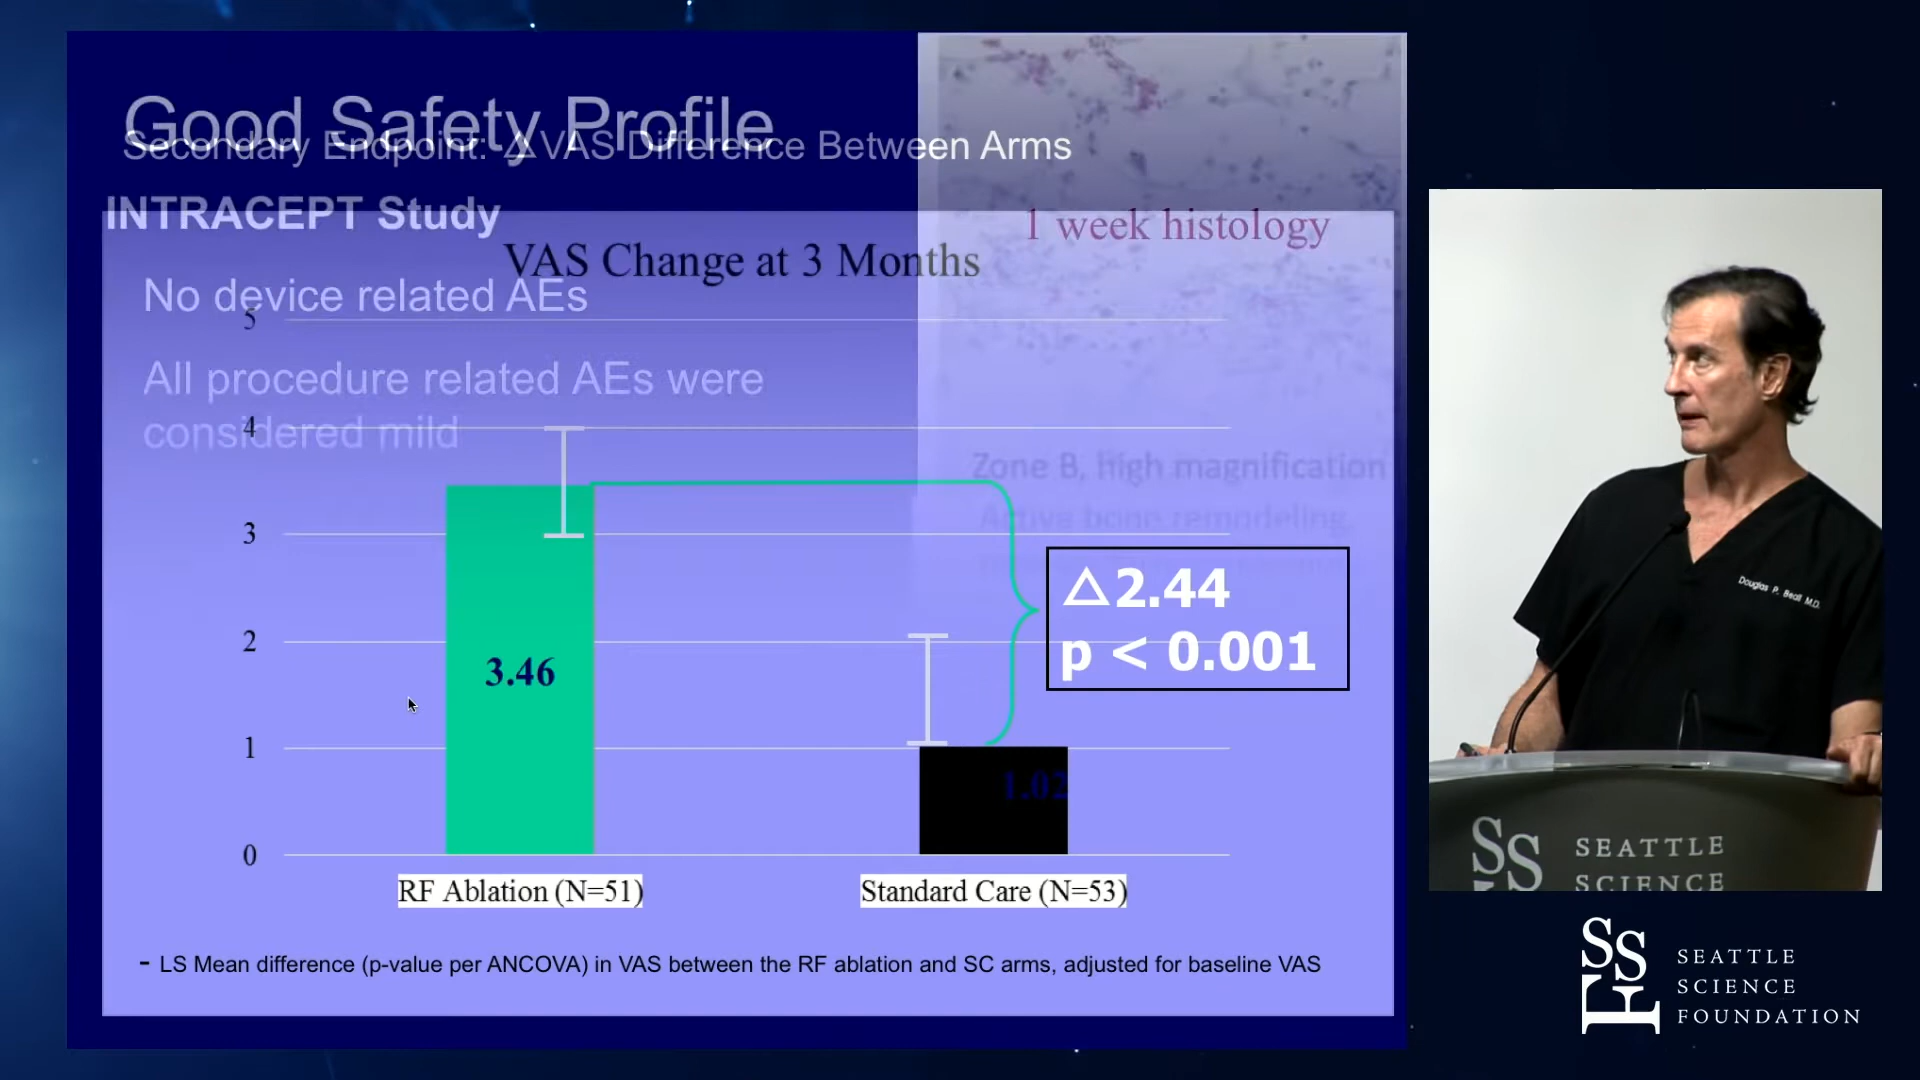 Good Safety Profile
Secondary Endpoint: △ VAS Difference Between Arms
INTRACEPT Study
1 week histology
VAS Change at 3 Months
No device related AEs
5
All procedure related AEs were
considered mild
4
Zone B, high magnification
Active bone remodeling,
3
△2.44
p < 0.001
2
3.46
1
1.02
0
RF Ablation (N=51)
Standard Care (N=53)
- LS Mean difference (p-value per ANCOVA) in VAS between the RF ablation and SC arms, adjusted for baseline VAS
Douglas P. Beall M.D.
SEATTLE
SCIENCE
SSF
SEATTLE
SCIENCE
FOUNDATION